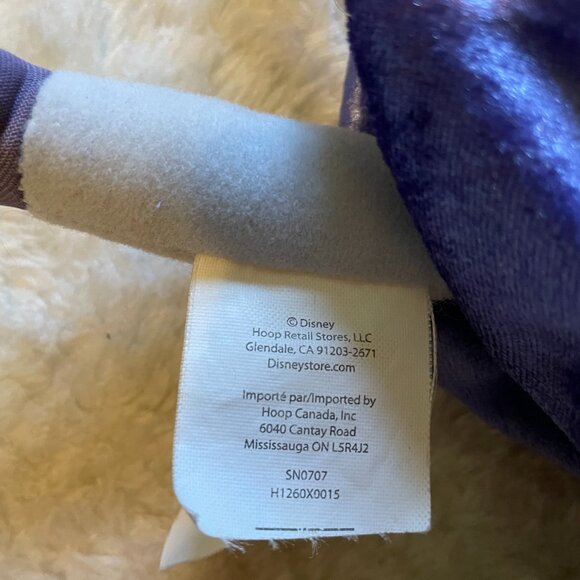 © Disney
Hoop Retail Stores, LLC
Glendale, CA 91203-2671
Disneystore.com
Importé par/Imported by
Hoop Canada, Inc
6040 Cantay Road
Mississauga ON L5R4J2
SN0707
H1260X0015